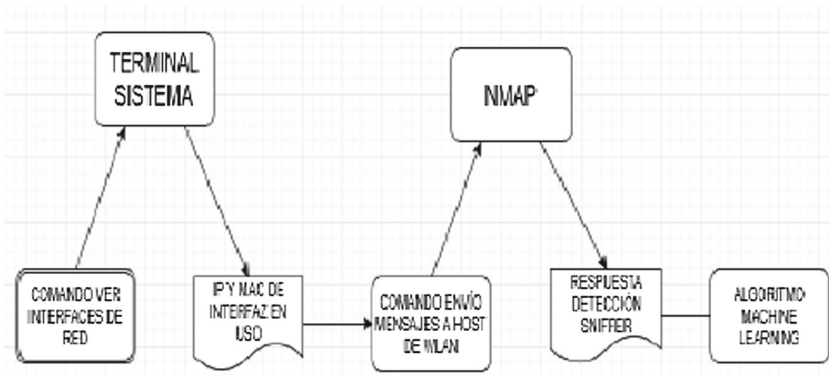 TERMINAL
SISTEMA
NMAP
COMANDO VER
INTERFACES DE
RED
IP Y MAC DE
INTERFAZ EN
USO
COMANDO ENVÍO
MENSAJES A HOST
DE WLAN
RESPUESTA
DETECCIÓN
SNIFFER
ALGORITMO
MACHINE
LEARNING